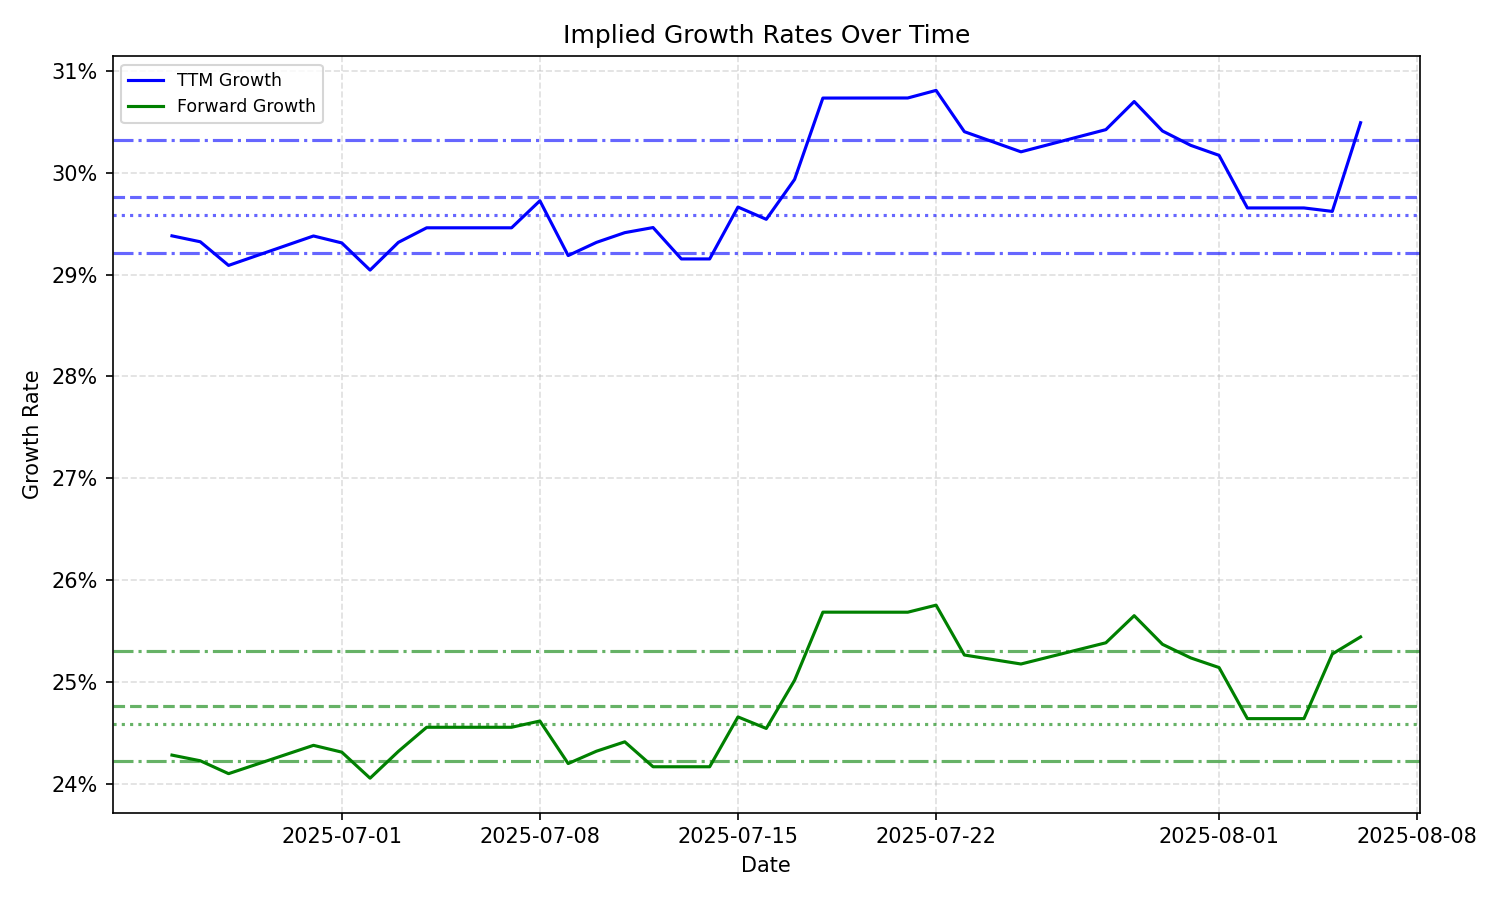 Implied Growth Rates Over Time
TTM Growth
Forward Growth
31%
30%
29%
28%
27%
26%
25%
24%
Growth Rate
2025-07-01
2025-07-08
2025-07-15
2025-07-22
2025-08-01
2025-08-08
Date